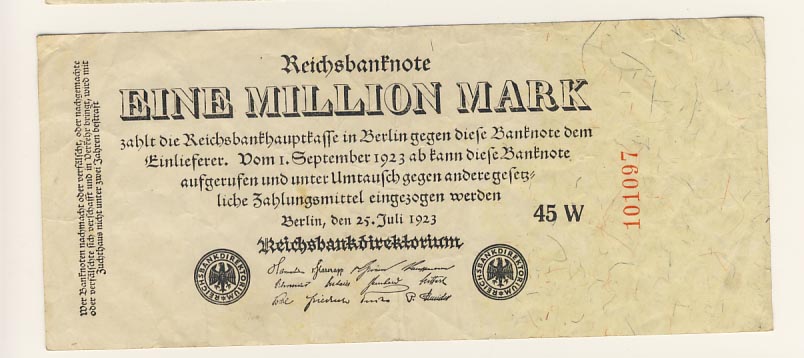 Reichsbanknote
EINE MILLION MARK
zahlt die Reichsbankhauptkasse in Berlin gegen diese Banknote dem
Einlieferer. Vom 1. September 1923 ab kann diese Banknote
aufgerufen und unter Umtausch gegen andere gesetz-
liche Zahlungsmittel eingezogen werden
Berlin, den 25. Juli 1923
45 W
101097
Reichsbankdirektorium
REICHSBANKDIREKTORIUM
REICHSBANKDIREKTORIUM
Wer Banknoten nachmacht oder verfälscht, oder nachgemachte
oder verfälschte sich verschafft und in Verkehr bringt, wird mit
Zuchthaus nicht unter zwei Jahren bestraft